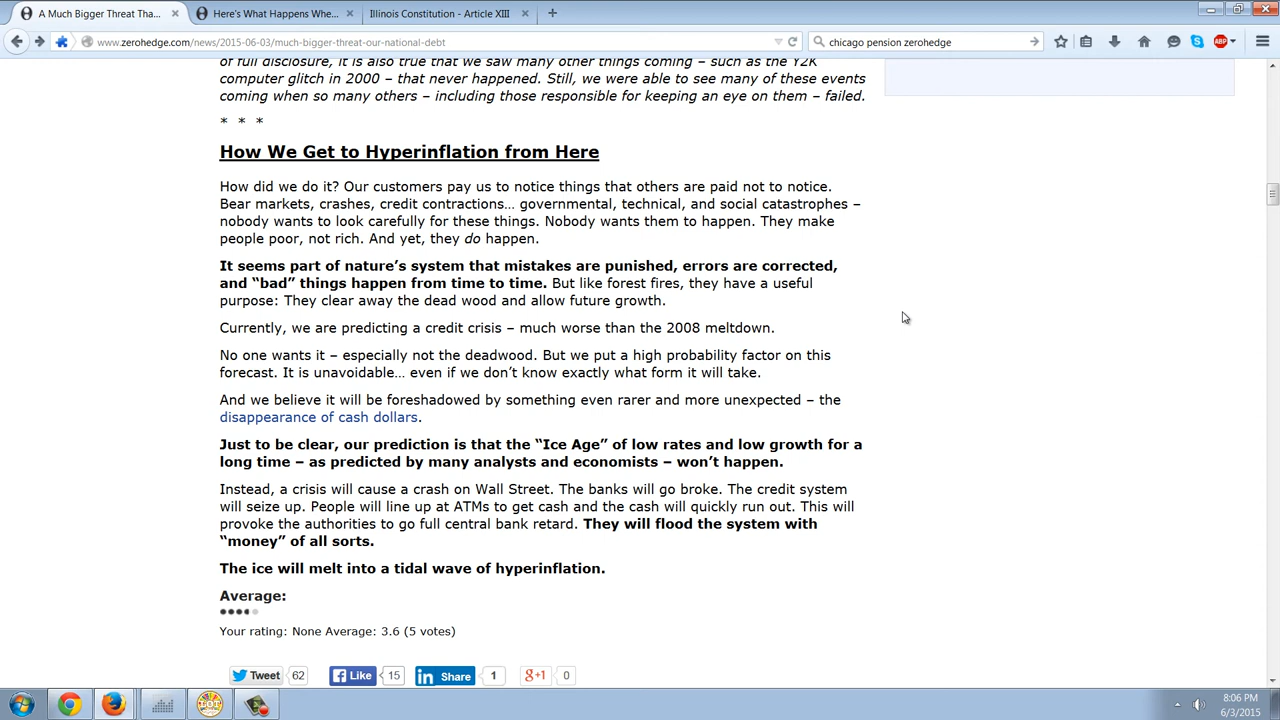 A Much Bigger Threat Tha...
Here's What Happens Whe...
Illinois Constitution - Article XIII
www.zerohedge.com/news/2015-06-03/much-bigger-threat-our-national-debt
chicago pension zerohedge
ABP
of full disclosure, it is also true that we saw many other things coming – such as the Y2K
computer glitch in 2000 – that never happened. Still, we were able to see many of these events
coming when so many others – including those responsible for keeping an eye on them – failed.
* * *
How We Get to Hyperinflation from Here
How did we do it? Our customers pay us to notice things that others are paid not to notice.
Bear markets, crashes, credit contractions… governmental, technical, and social catastrophes –
nobody wants to look carefully for these things. Nobody wants them to happen. They make
people poor, not rich. And yet, they do happen.
It seems part of nature’s system that mistakes are punished, errors are corrected,
and “bad” things happen from time to time. But like forest fires, they have a useful
purpose: They clear away the dead wood and allow future growth.
Currently, we are predicting a credit crisis – much worse than the 2008 meltdown.
No one wants it – especially not the deadwood. But we put a high probability factor on this
forecast. It is unavoidable… even if we don’t know exactly what form it will take.
And we believe it will be foreshadowed by something even rarer and more unexpected – the
disappearance of cash dollars.
Just to be clear, our prediction is that the “Ice Age” of low rates and low growth for a
long time – as predicted by many analysts and economists – won’t happen.
Instead, a crisis will cause a crash on Wall Street. The banks will go broke. The credit system
will seize up. People will line up at ATMs to get cash and the cash will quickly run out. This will
provoke the authorities to go full central bank retard. They will flood the system with
“money” of all sorts.
The ice will melt into a tidal wave of hyperinflation.
Average:
Your rating: None Average: 3.6 (5 votes)
Tweet 62 Like 15 Share 1 g+1 0
8:06 PM
6/3/2015